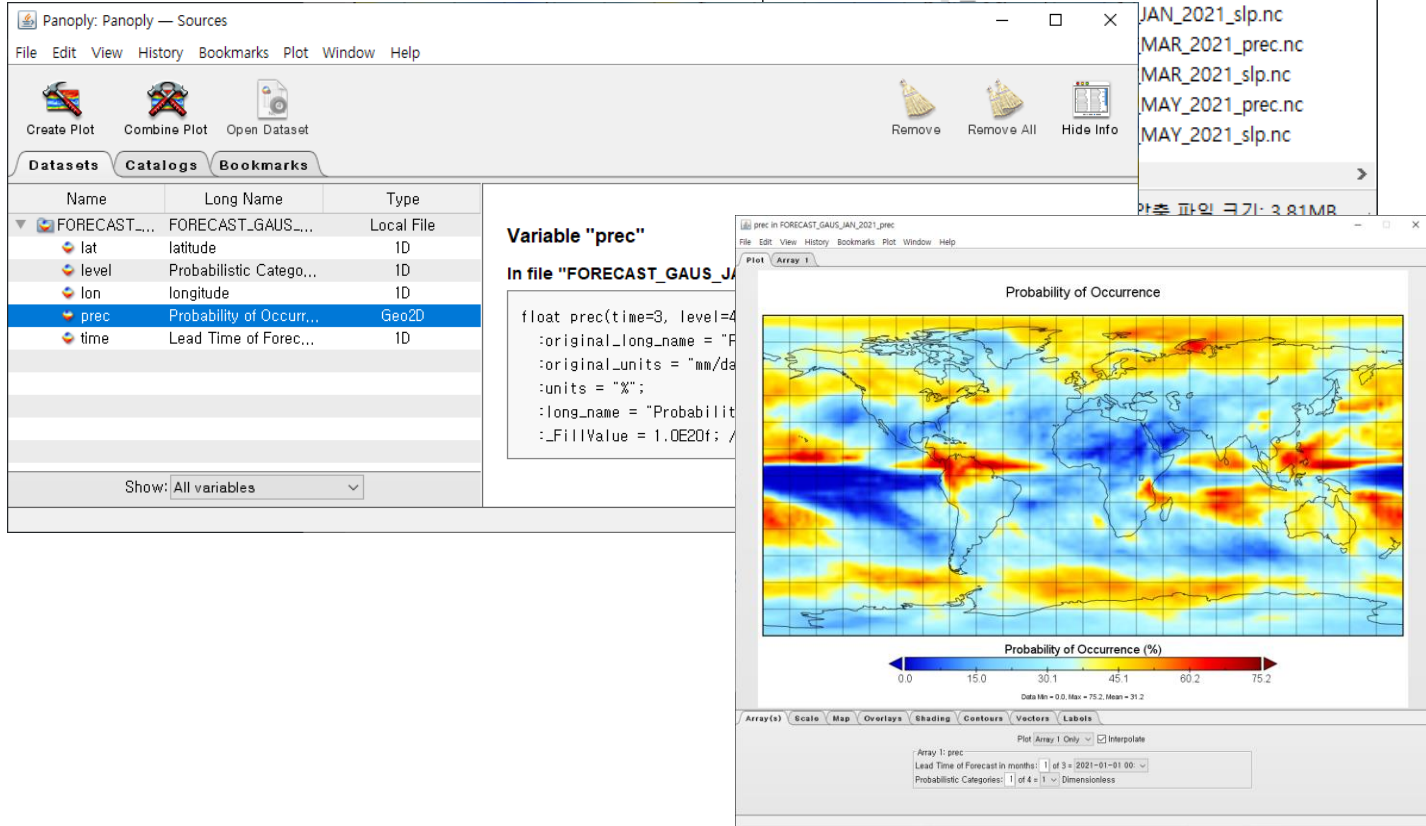 Panoply: Panoply — Sources
File Edit View History Bookmarks Plot Window Help
Create Plot Combine Plot Open Dataset Remove Remove All Hide Info
Datasets Catalogs Bookmarks
Name Long Name Type
FORECAST_... FORECAST_GAUS_... Local File
lat latitude 1D
level Probabilistic Catego... 1D
lon longitude 1D
prec Probability of Occurr... Geo2D
time Lead Time of Forec... 1D
Show: All variables
Variable "prec"
In file "FORECAST_GAUS_JA
float prec(time=3, level=4
:original_long_name = "P
:original_units = "mm/da
:units = "%";
:long_name = "Probabilit
:_FillValue = 1.0E20f; /
JAN_2021_slp.nc
MAR_2021_prec.nc
MAR_2021_slp.nc
MAY_2021_prec.nc
MAY_2021_slp.nc
압축 파일 크기: 3.81MB
prec in FORECAST_GAUS_JAN_2021_prec
File Edit View History Bookmarks Plot Window Help
Plot Array 1
Probability of Occurrence
Probability of Occurrence (%)
0.0 15.0 30.1 45.1 60.2 75.2
Data Min = 0.0, Max = 75.2, Mean = 31.2
Array(s) Scale Map Overlays Shading Contours Vectors Labels
Plot Array 1 Only Interpolate
Array 1: prec
Lead Time of Forecast in months: 1 of 3 = 2021-01-01 00:
Probabilistic Categories: 1 of 4 = 1 Dimensionless